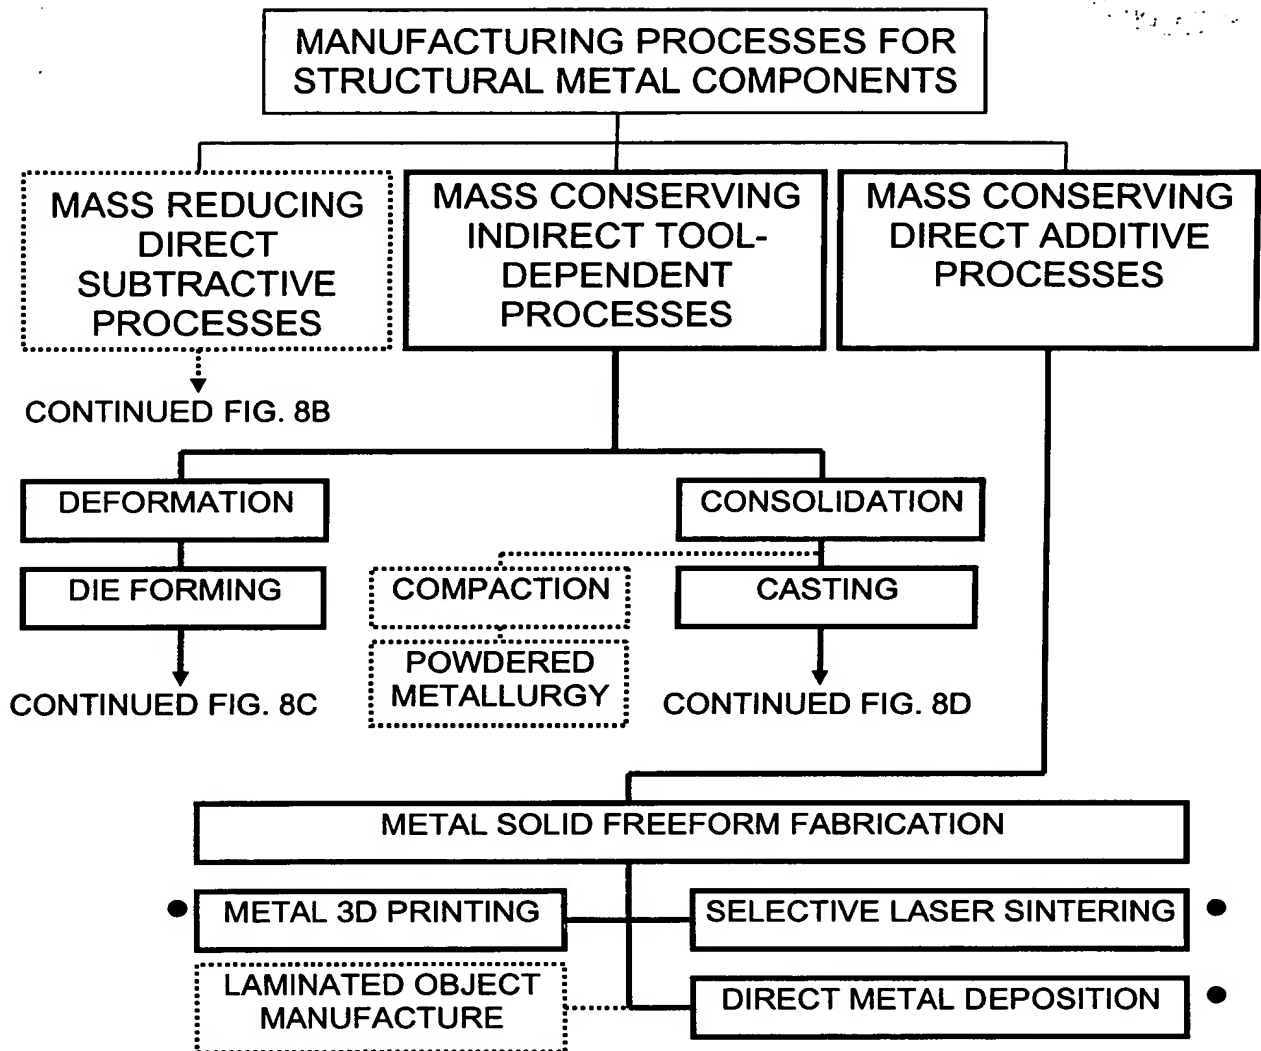 MANUFACTURING PROCESSES FOR
STRUCTURAL METAL COMPONENTS
MASS REDUCING
DIRECT
SUBTRACTIVE
PROCESSES
MASS CONSERVING
INDIRECT TOOL-
DEPENDENT
PROCESSES
MASS CONSERVING
DIRECT ADDITIVE
PROCESSES
CONTINUED FIG. 8B
DEFORMATION
CONSOLIDATION
DIE FORMING
COMPACTION
CASTING
POWDERED
METALLURGY
CONTINUED FIG. 8C
CONTINUED FIG. 8D
METAL SOLID FREEFORM FABRICATION
METAL 3D PRINTING
SELECTIVE LASER SINTERING
LAMINATED OBJECT
MANUFACTURE
DIRECT METAL DEPOSITION